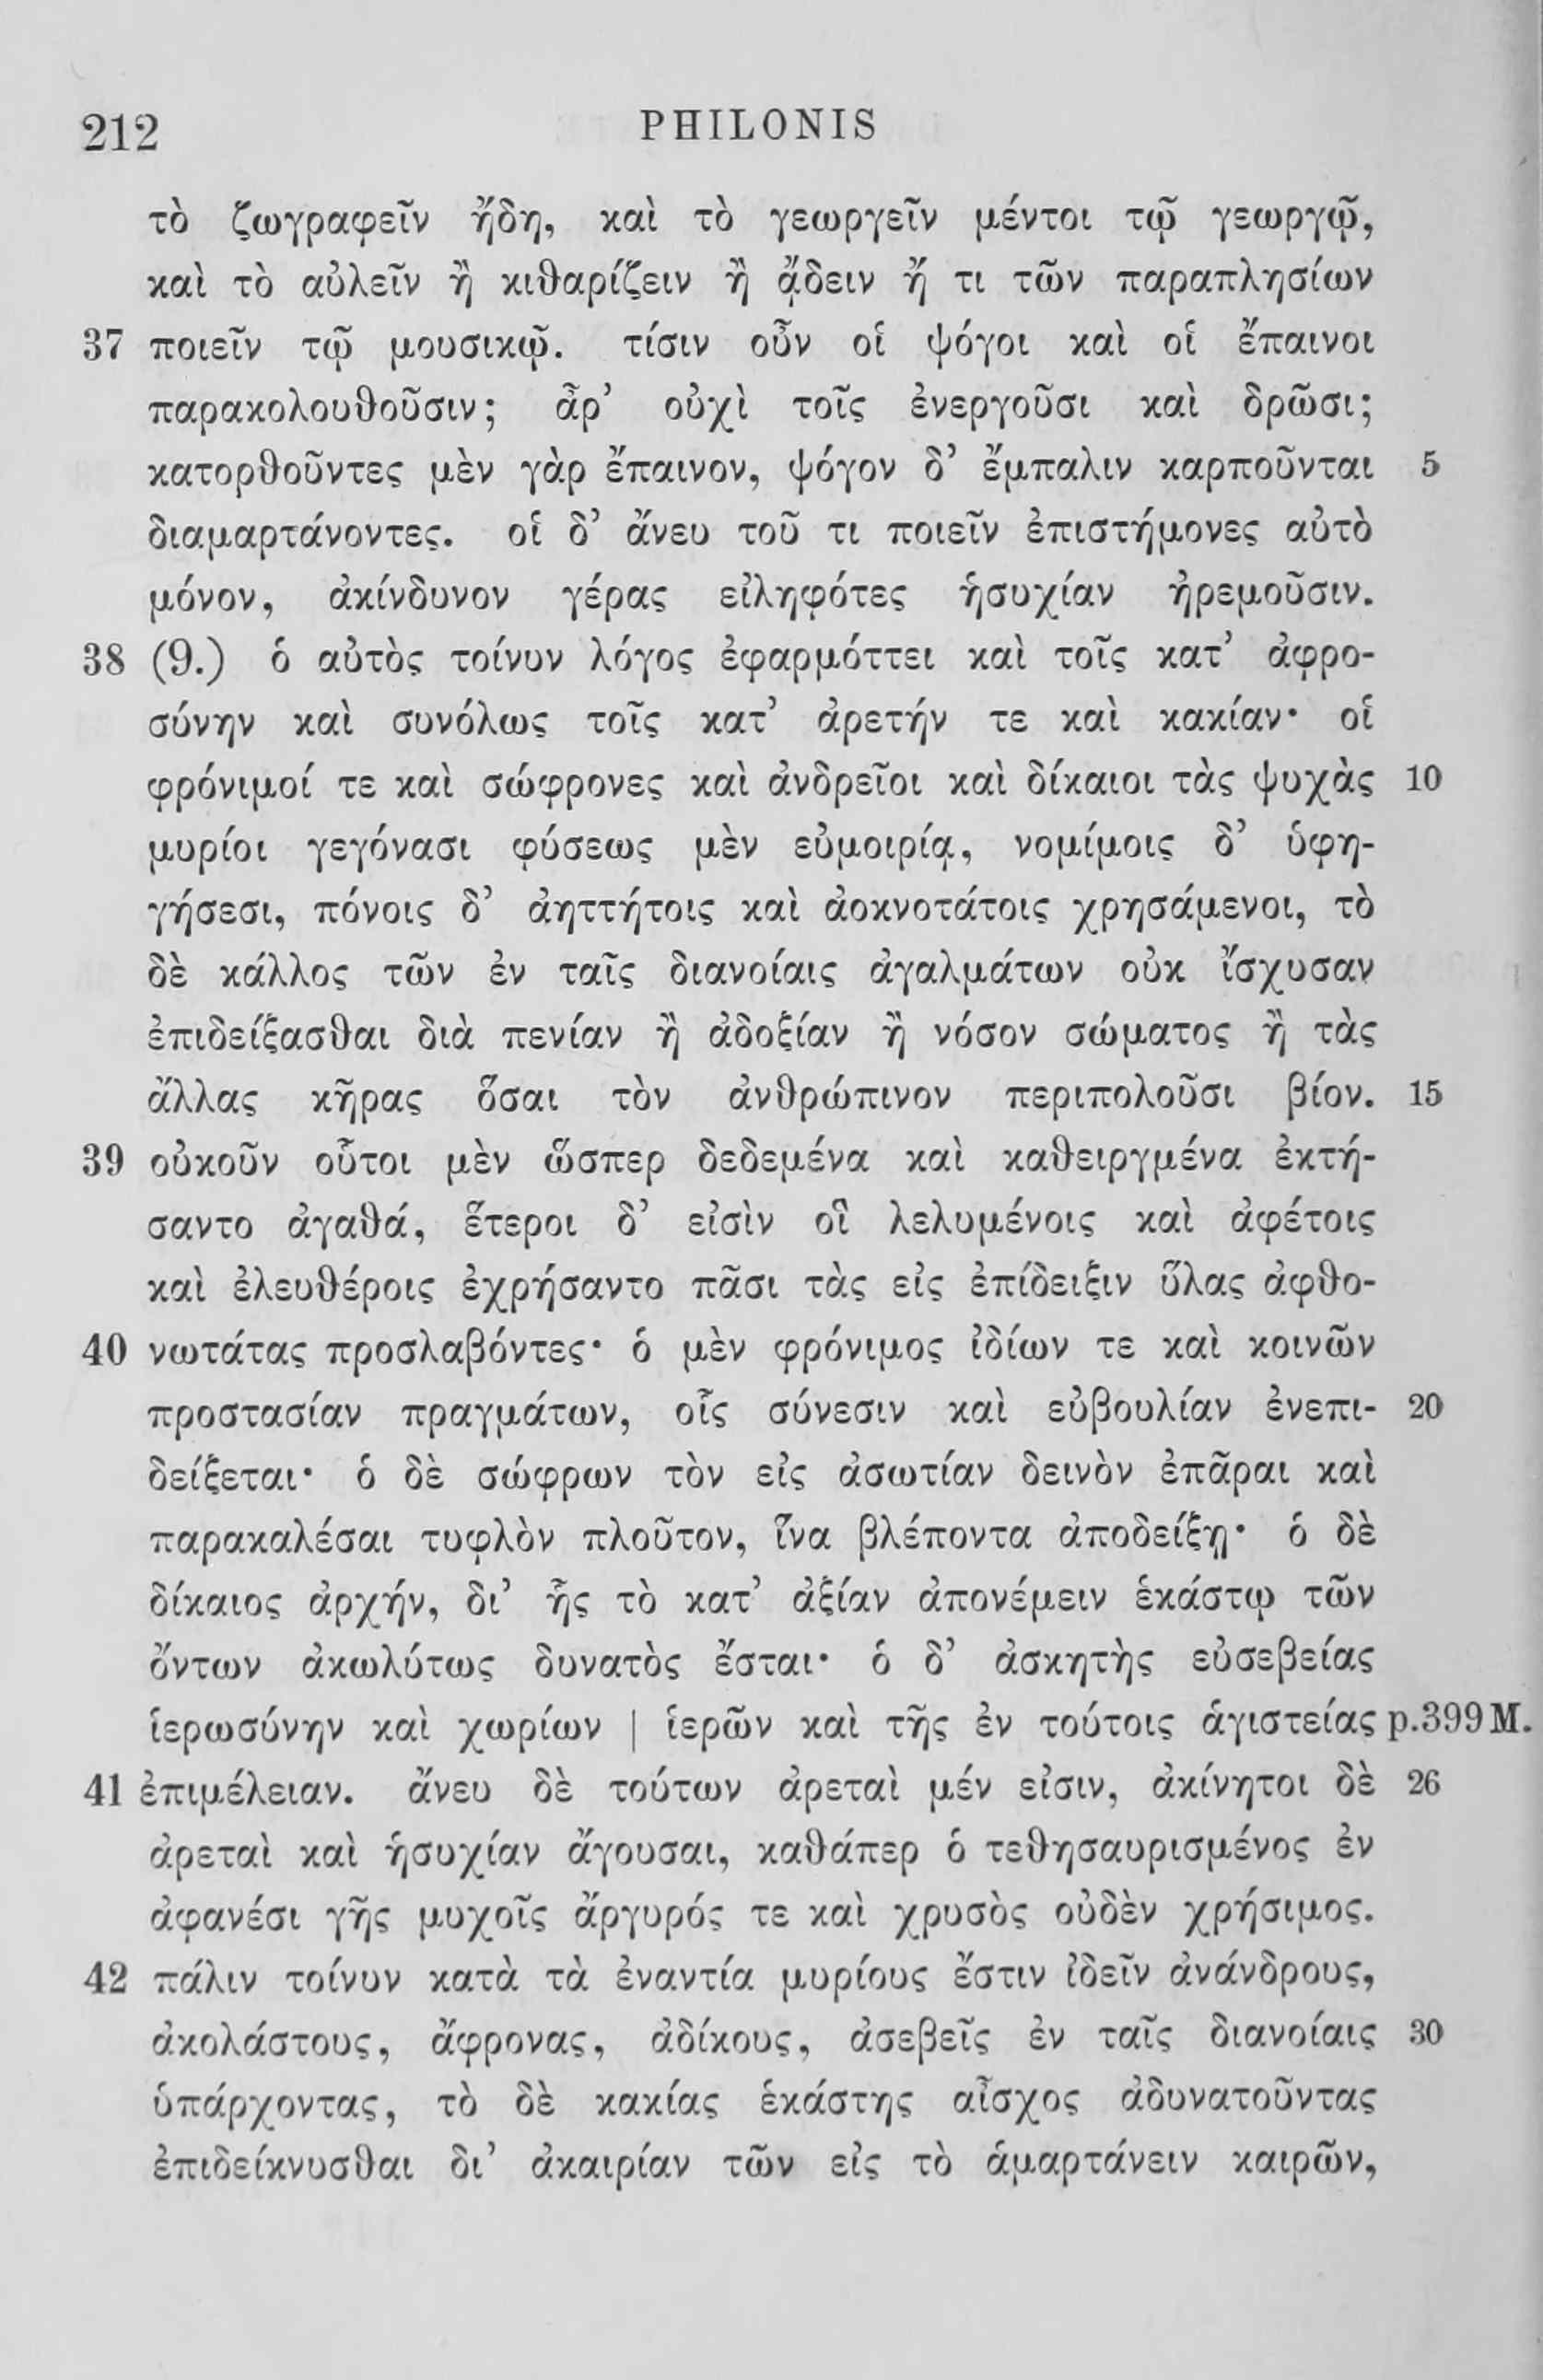 212 PHILONIS
τὸ ζωγραφεῖν ἤδη, καὶ τὸ γεωργεῖν μέντοι τῷ γεωργῷ,
καὶ τὸ αὐλεῖν ἢ κιθαρίζειν ἢ ᾄδειν ἤ τι τῶν παραπλησίων
37 ποιεῖν τῷ μουσικῷ. τίσιν οὖν οἱ ψόγοι καὶ οἱ ἔπαινοι
παρακολουθοῦσιν; ἆρ’ οὐχὶ τοῖς ἐνεργοῦσι καὶ δρῶσι;
κατορθοῦντες μὲν γὰρ ἔπαινον, ψόγον δ’ ἔμπαλιν καρποῦνται 5
διαμαρτάνοντες. οἱ δ’ ἄνευ τοῦ τι ποιεῖν ἐπιστήμονες αὐτὸ
μόνον, ἀκίνδυνον γέρας εἰληφότες ἡσυχίαν ἠρεμοῦσιν.
38 (9.) ὁ αὐτὸς τοίνυν λόγος ἐφαρμόττει καὶ τοῖς κατ’ ἀφρο-
σύνην καὶ συνόλως τοῖς κατ’ ἀρετήν τε καὶ κακίαν· οἱ
φρόνιμοί τε καὶ σώφρονες καὶ ἀνδρεῖοι καὶ δίκαιοι τὰς ψυχὰς 10
μυρίοι γεγόνασι φύσεως μὲν εὐμοιρίᾳ, νομίμοις δ’ ὑφη-
γήσεσι, πόνοις δ’ ἀηττήτοις καὶ ἀοκνοτάτοις χρησάμενοι, τὸ
δὲ κάλλος τῶν ἐν ταῖς διανοίαις ἀγαλμάτων οὐκ ἴσχυσαν
ἐπιδείξασθαι διὰ πενίαν ἢ ἀδοξίαν ἢ νόσον σώματος ἢ τὰς
ἄλλας κῆρας ὅσαι τὸν ἀνθρώπινον περιπολοῦσι βίον. 15
39 οὐκοῦν οὗτοι μὲν ὥσπερ δεδεμένα καὶ καθειργμένα ἐκτή-
σαντο ἀγαθά, ἕτεροι δ’ εἰσὶν οἳ λελυμένοις καὶ ἀφέτοις
καὶ ἐλευθέροις ἐχρήσαντο πᾶσι τὰς εἰς ἐπίδειξιν ὕλας ἀφθο-
40 νωτάτας προσλαβόντες· ὁ μὲν φρόνιμος ἰδίων τε καὶ κοινῶν
προστασίαν πραγμάτων, οἷς σύνεσιν καὶ εὐβουλίαν ἐνεπι- 20
δείξεται· ὁ δὲ σώφρων τὸν εἰς ἀσωτίαν δεινὸν ἐπᾶραι καὶ
παρακαλέσαι τυφλὸν πλοῦτον, ἵνα βλέποντα ἀποδείξῃ· ὁ δὲ
δίκαιος ἀρχήν, δι’ ἧς τὸ κατ’ ἀξίαν ἀπονέμειν ἑκάστῳ τῶν
ὄντων ἀκωλύτως δυνατὸς ἔσται· ὁ δ’ ἀσκητὴς εὐσεβείας
ἱερωσύνην καὶ χωρίων | ἱερῶν καὶ τῆς ἐν τούτοις ἁγιστείας p.399 M.
41 ἐπιμέλειαν. ἄνευ δὲ τούτων ἀρεταὶ μέν εἰσιν, ἀκίνητοι δὲ 26
ἀρεταὶ καὶ ἡσυχίαν ἄγουσαι, καθάπερ ὁ τεθησαυρισμένος ἐν
ἀφανέσι γῆς μυχοῖς ἄργυρός τε καὶ χρυσὸς οὐδὲν χρήσιμος.
42 πάλιν τοίνυν κατὰ τὰ ἐναντία μυρίους ἔστιν ἰδεῖν ἀνάνδρους,
ἀκολάστους, ἄφρονας, ἀδίκους, ἀσεβεῖς ἐν ταῖς διανοίαις 30
ὑπάρχοντας, τὸ δὲ κακίας ἑκάστης αἶσχος ἀδυνατοῦντας
ἐπιδείκνυσθαι δι’ ἀκαιρίαν τῶν εἰς τὸ ἁμαρτάνειν καιρῶν,